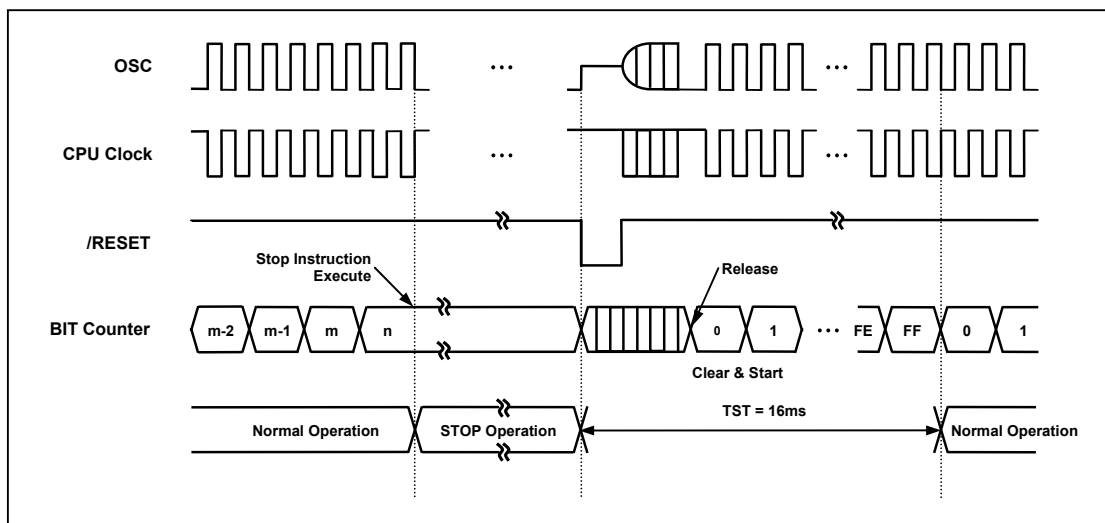 OSC
...
...
CPU Clock
...
...
/RESET
Stop Instruction
Execute
Release
BIT Counter
m-2 m-1 m n 0 1 ... FE FF 0 1
Clear & Start
TST = 16ms
Normal Operation STOP Operation Normal Operation